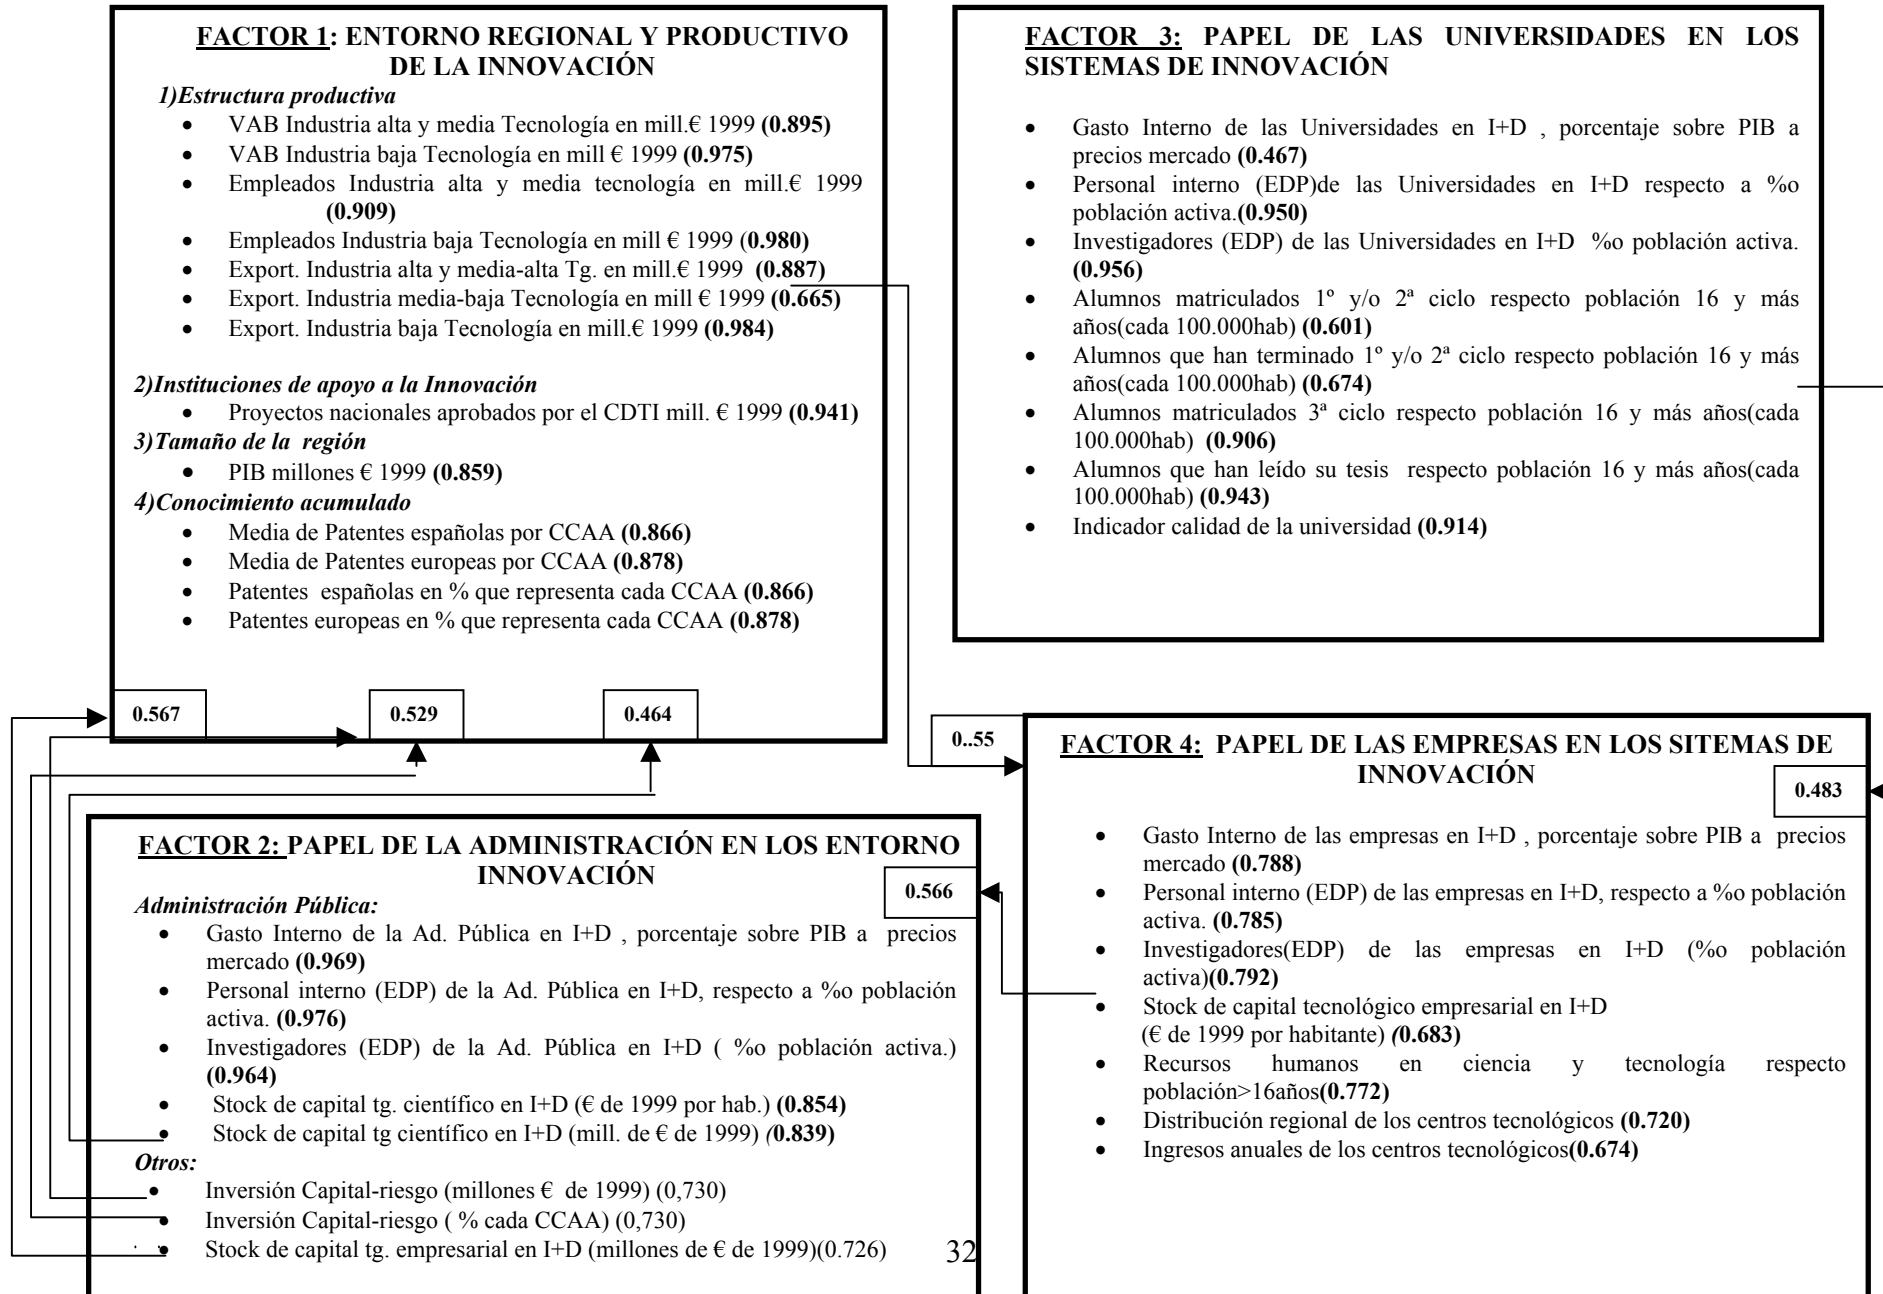 FACTOR 1: ENTORNO REGIONAL Y PRODUCTIVO
DE LA INNOVACIÓN
1)Estructura productiva
• VAB Industria alta y media Tecnología en mill.€ 1999 (0.895)
• VAB Industria baja Tecnología en mill € 1999 (0.975)
• Empleados Industria alta y media tecnología en mill.€ 1999
(0.909)
• Empleados Industria baja Tecnología en mill € 1999 (0.980)
• Export. Industria alta y media-alta Tg. en mill.€ 1999 (0.887)
• Export. Industria media-baja Tecnología en mill € 1999 (0.665)
• Export. Industria baja Tecnología en mill.€ 1999 (0.984)
2)Instituciones de apoyo a la Innovación
• Proyectos nacionales aprobados por el CDTI mill. € 1999 (0.941)
3)Tamaño de la región
• PIB millones € 1999 (0.859)
4)Conocimiento acumulado
• Media de Patentes españolas por CCAA (0.866)
• Media de Patentes europeas por CCAA (0.878)
• Patentes españolas en % que representa cada CCAA (0.866)
• Patentes europeas en % que representa cada CCAA (0.878)
0.567
0.529
0.464
FACTOR 3: PAPEL DE LAS UNIVERSIDADES EN LOS
SISTEMAS DE INNOVACIÓN
• Gasto Interno de las Universidades en I+D , porcentaje sobre PIB a
precios mercado (0.467)
• Personal interno (EDP)de las Universidades en I+D respecto a %o
población activa.(0.950)
• Investigadores (EDP) de las Universidades en I+D %o población activa.
(0.956)
• Alumnos matriculados 1º y/o 2ª ciclo respecto población 16 y más
años(cada 100.000hab) (0.601)
• Alumnos que han terminado 1º y/o 2ª ciclo respecto población 16 y más
años(cada 100.000hab) (0.674)
• Alumnos matriculados 3ª ciclo respecto población 16 y más años(cada
100.000hab) (0.906)
• Alumnos que han leído su tesis respecto población 16 y más años(cada
100.000hab) (0.943)
• Indicador calidad de la universidad (0.914)
FACTOR 2: PAPEL DE LA ADMINISTRACIÓN EN LOS ENTORNO
INNOVACIÓN
0.566
Administración Pública:
• Gasto Interno de la Ad. Pública en I+D , porcentaje sobre PIB a precios
mercado (0.969)
• Personal interno (EDP) de la Ad. Pública en I+D, respecto a %o población
activa. (0.976)
• Investigadores (EDP) de la Ad. Pública en I+D ( %o población activa.)
(0.964)
• Stock de capital tg. científico en I+D (€ de 1999 por hab.) (0.854)
• Stock de capital tg científico en I+D (mill. de € de 1999) (0.839)
Otros:
• Inversión Capital-riesgo (millones € de 1999) (0,730)
• Inversión Capital-riesgo ( % cada CCAA) (0,730)
• Stock de capital tg. empresarial en I+D (millones de € de 1999)(0.726)
32
0..55
FACTOR 4: PAPEL DE LAS EMPRESAS EN LOS SITEMAS DE
INNOVACIÓN
0.483
• Gasto Interno de las empresas en I+D , porcentaje sobre PIB a precios
mercado (0.788)
• Personal interno (EDP) de las empresas en I+D, respecto a %o población
activa. (0.785)
• Investigadores(EDP) de las empresas en I+D (%o población
activa)(0.792)
• Stock de capital tecnológico empresarial en I+D
(€ de 1999 por habitante) (0.683)
• Recursos humanos en ciencia y tecnología respecto
población>16años(0.772)
• Distribución regional de los centros tecnológicos (0.720)
• Ingresos anuales de los centros tecnológicos(0.674)